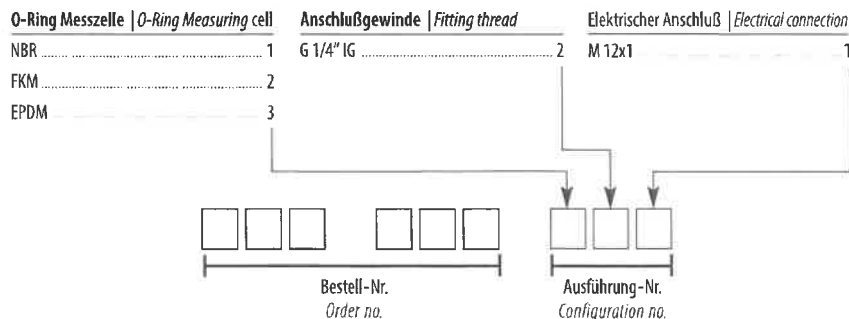 O-Ring Messzelle | O-Ring Measuring cell
NBR 1
FKM 2
EPDM 3
Anschlußgewinde | Fitting thread
G 1/4" IG 2
Elektrischer Anschluß | Electrical connection
M 12x1 1
Bestell-Nr.
Order no.
Ausführung-Nr.
Configuration no.